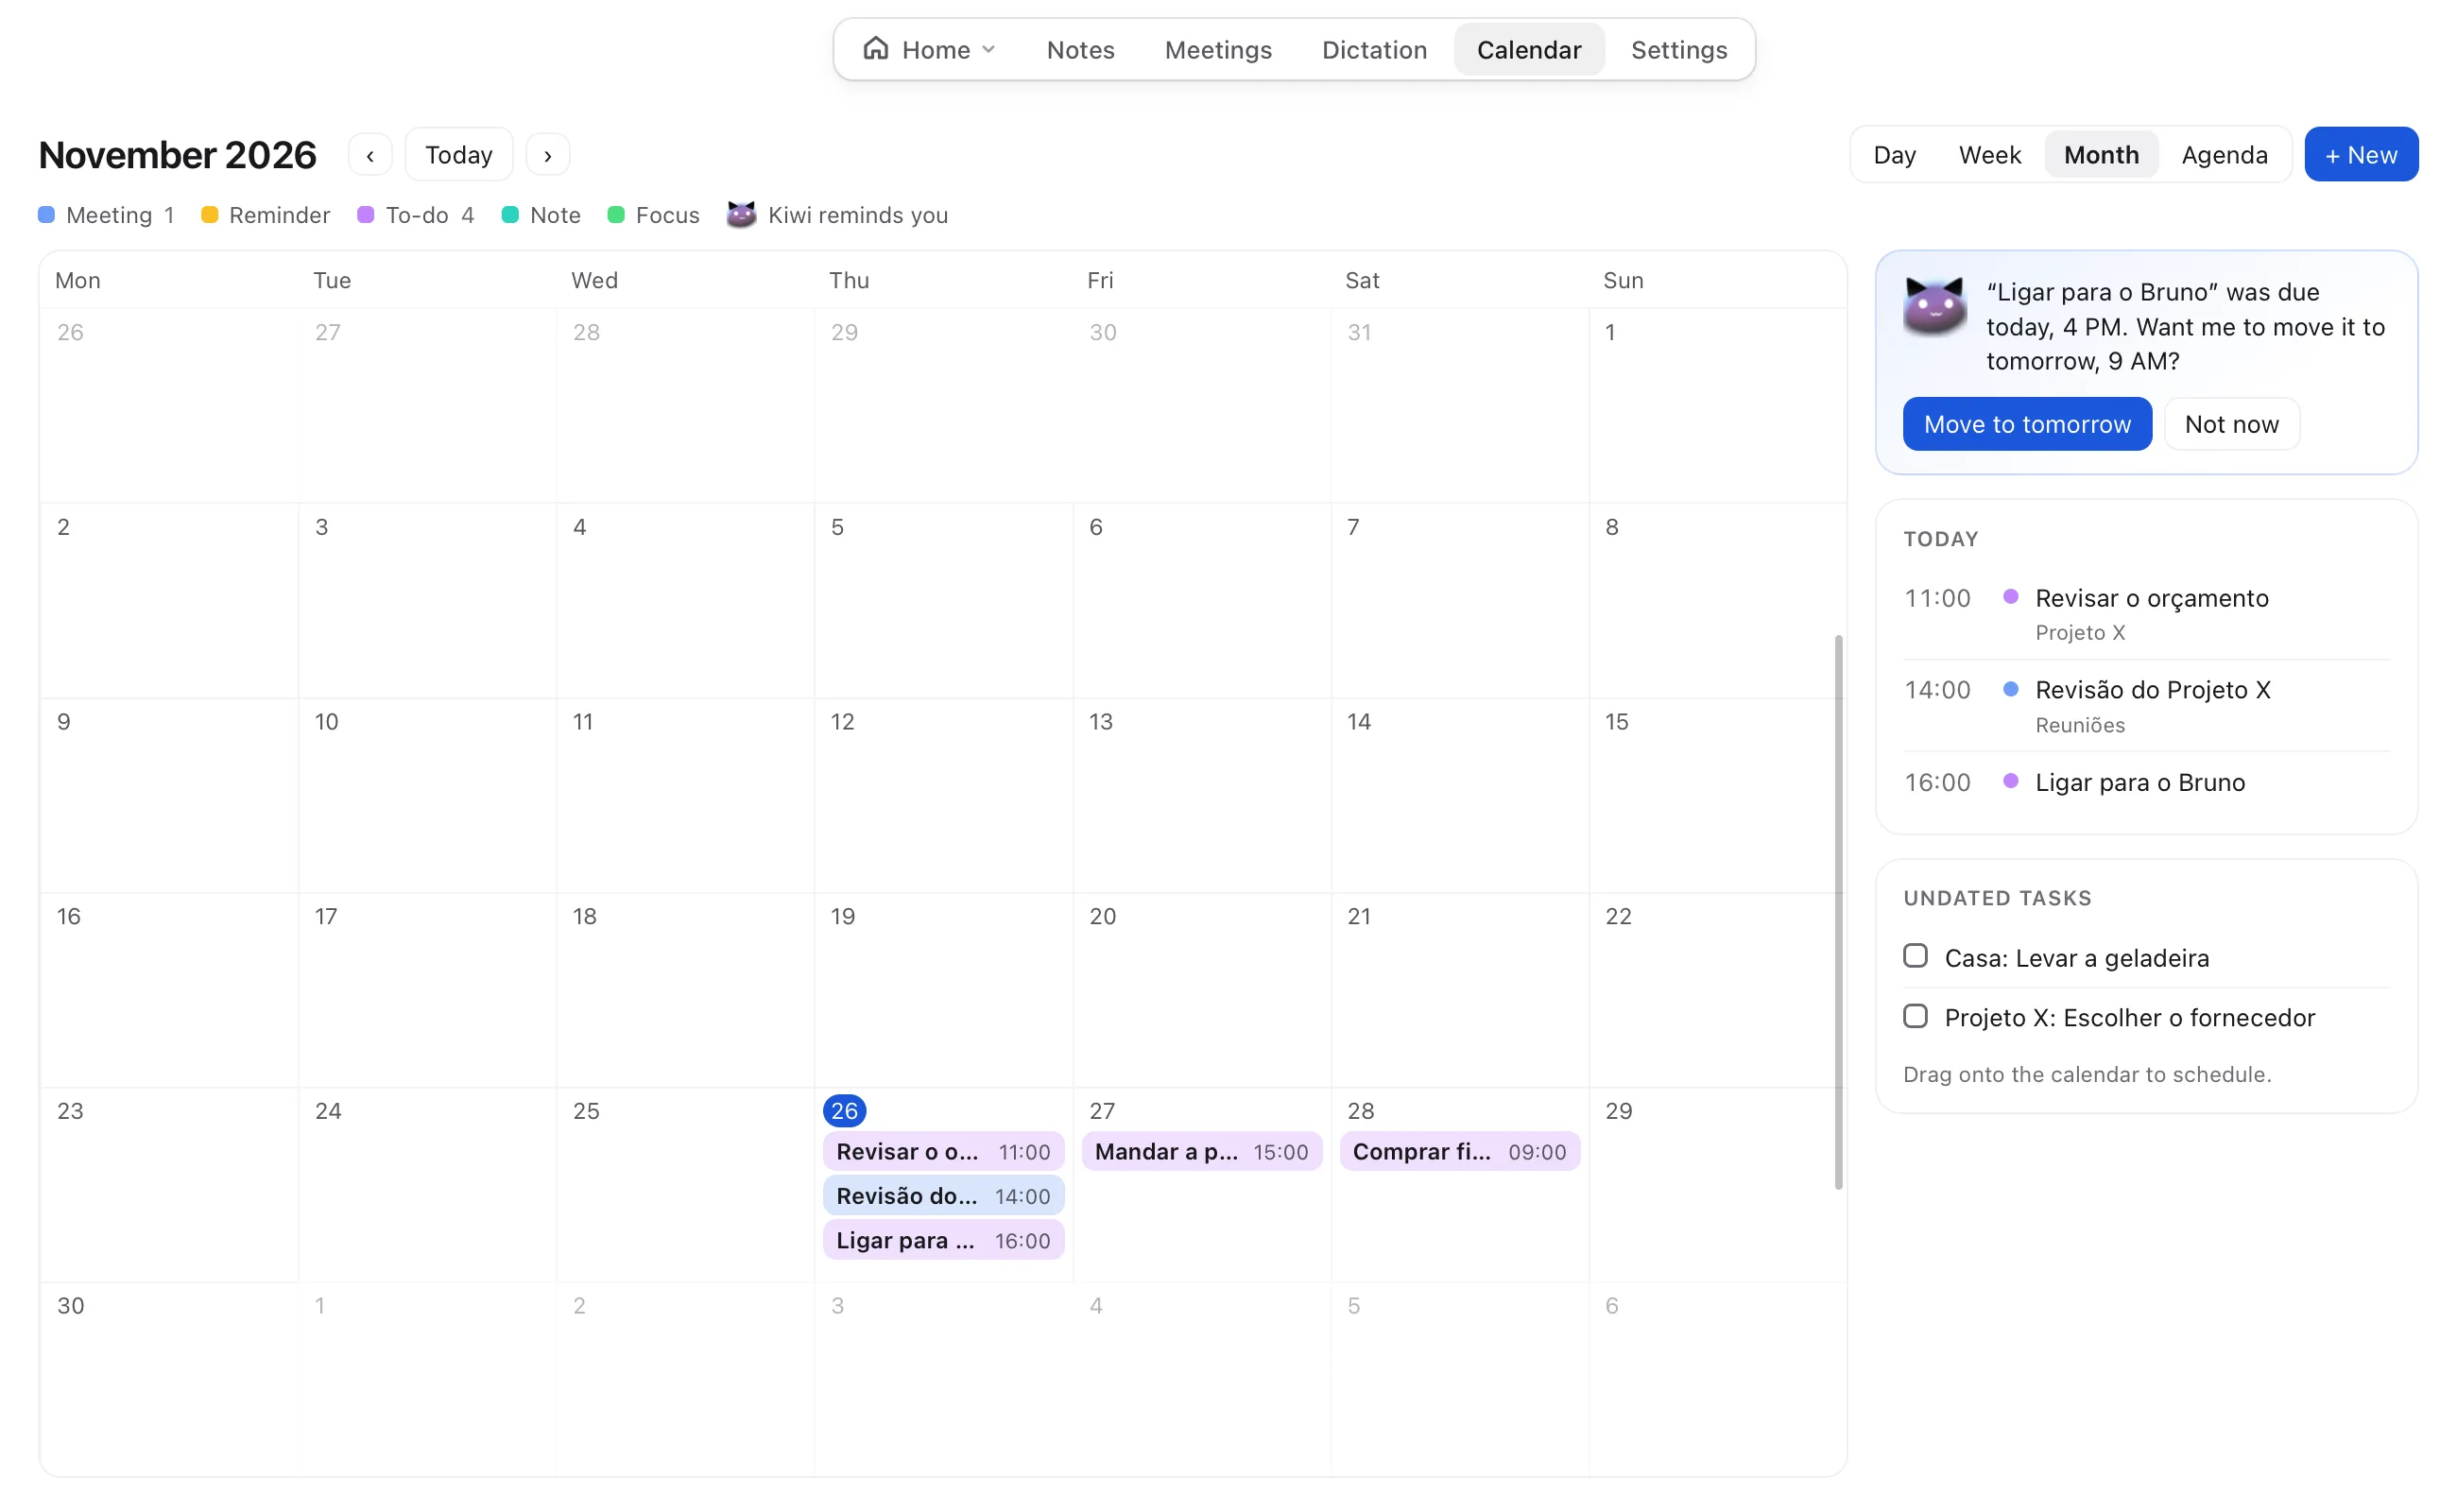 Home Notes Meetings Dictation Calendar Settings
November 2026 ‹ Today › Day Week Month Agenda + New
Meeting 1 Reminder To-do 4 Note Focus Kiwi reminds you
Mon Tue Wed Thu Fri Sat Sun
26 27 28 29 30 31 1
2 3 4 5 6 7 8
9 10 11 12 13 14 15
16 17 18 19 20 21 22
23 24 25 26 27 28 29
Revisar o o... 11:00 Mandar a p... 15:00 Comprar fi... 09:00
Revisão do... 14:00
Ligar para ... 16:00
30 1 2 3 4 5 6
“Ligar para o Bruno” was due
today, 4 PM. Want me to move it to
tomorrow, 9 AM?
Move to tomorrow Not now
TODAY
11:00 Revisar o orçamento
Projeto X
14:00 Revisão do Projeto X
Reuniões
16:00 Ligar para o Bruno
UNDATED TASKS
Casa: Levar a geladeira
Projeto X: Escolher o fornecedor
Drag onto the calendar to schedule.